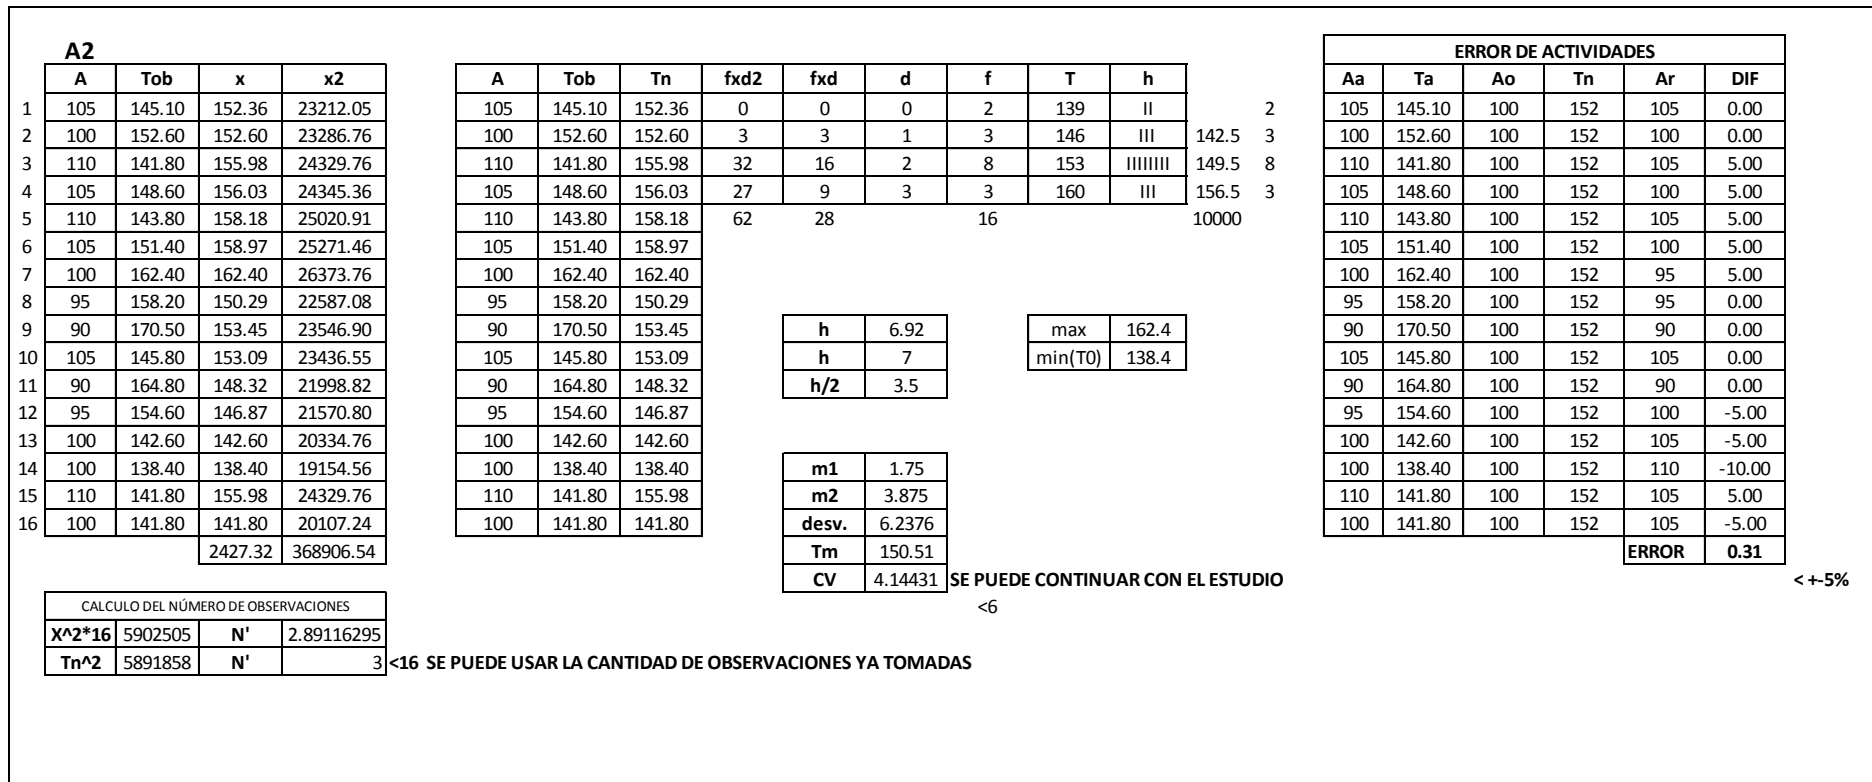 A2 ERROR DE ACTIVIDADES
A Tob x x2 A Tob Tn fxd2 fxd d f T h Aa Ta Ao Tn Ar DIF
1 105 145.10 152.36 23212.05 105 145.10 152.36 0 0 0 2 139 II 2 105 145.10 100 152 105 0.00
2 100 152.60 152.60 23286.76 100 152.60 152.60 3 3 1 3 146 III 142.5 3 100 152.60 100 152 100 0.00
3 110 141.80 155.98 24329.76 110 141.80 155.98 32 16 2 8 153 IIIIIIII 149.5 8 110 141.80 100 152 105 5.00
4 105 148.60 156.03 24345.36 105 148.60 156.03 27 9 3 3 160 III 156.5 3 105 148.60 100 152 100 5.00
5 110 143.80 158.18 25020.91 110 143.80 158.18 62 28 16 10000 110 143.80 100 152 105 5.00
6 105 151.40 158.97 25271.46 105 151.40 158.97 105 151.40 100 152 100 5.00
7 100 162.40 162.40 26373.76 100 162.40 162.40 100 162.40 100 152 95 5.00
8 95 158.20 150.29 22587.08 95 158.20 150.29 95 158.20 100 152 95 0.00
9 90 170.50 153.45 23546.90 90 170.50 153.45 h 6.92 max 162.4 90 170.50 100 152 90 0.00
10 105 145.80 153.09 23436.55 105 145.80 153.09 h 7 min(T0) 138.4 105 145.80 100 152 105 0.00
11 90 164.80 148.32 21998.82 90 164.80 148.32 h/2 3.5 90 164.80 100 152 90 0.00
12 95 154.60 146.87 21570.80 95 154.60 146.87 95 154.60 100 152 100 -5.00
13 100 142.60 142.60 20334.76 100 142.60 142.60 100 142.60 100 152 105 -5.00
14 100 138.40 138.40 19154.56 100 138.40 138.40 m1 1.75 100 138.40 100 152 110 -10.00
15 110 141.80 155.98 24329.76 110 141.80 155.98 m2 3.875 110 141.80 100 152 105 5.00
16 100 141.80 141.80 20107.24 100 141.80 141.80 desv. 6.2376 100 141.80 100 152 105 -5.00
2427.32 368906.54 Tm 150.51 ERROR 0.31
CV 4.14431 SE PUEDE CONTINUAR CON EL ESTUDIO < +-5%
CALCULO DEL NÚMERO DE OBSERVACIONES <6
X^2*16 5902505 N' 2.89116295
Tn^2 5891858 N' 3 <16 SE PUEDE USAR LA CANTIDAD DE OBSERVACIONES YA TOMADAS